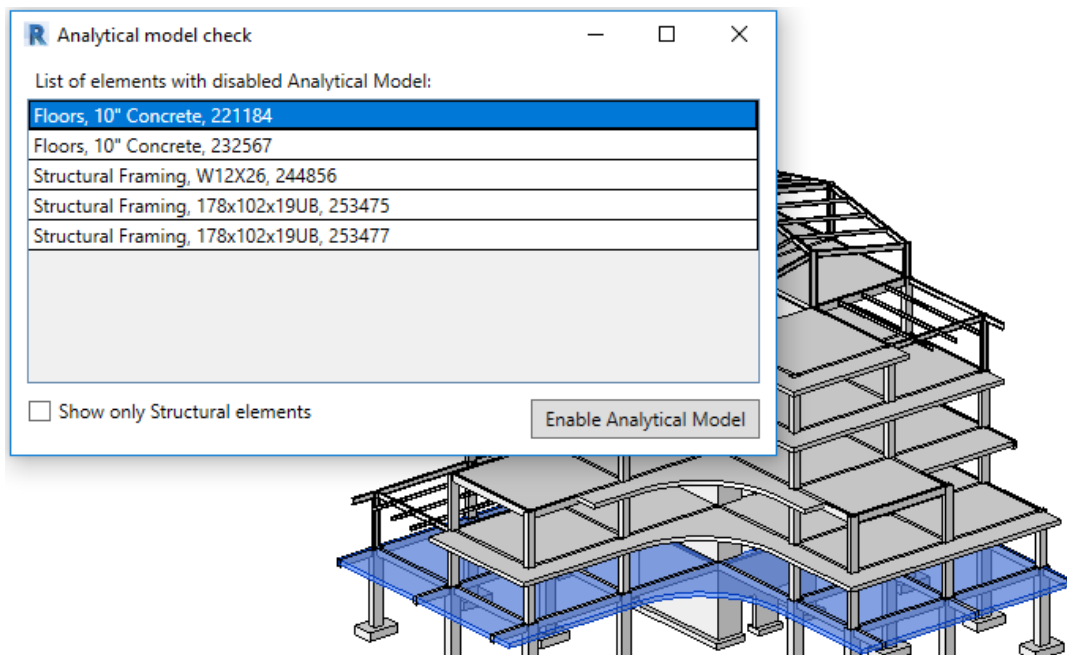 Analytical model check
List of elements with disabled Analytical Model:
Floors, 10" Concrete, 221184
Floors, 10" Concrete, 232567
Structural Framing, W12X26, 244856
Structural Framing, 178x102x19UB, 253475
Structural Framing, 178x102x19UB, 253477
Show only Structural elements
Enable Analytical Model